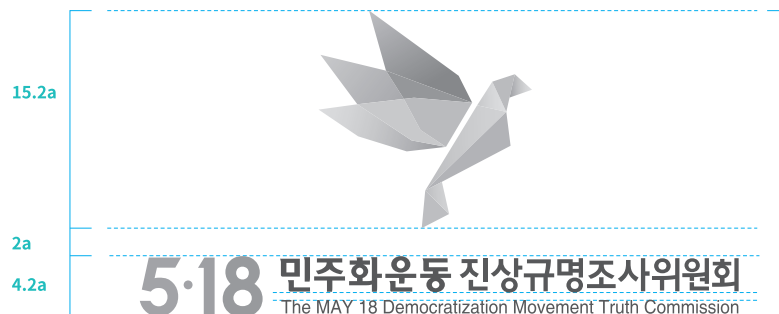 15.2a
2a
4.2a
5·18 민주화운동 진상규명조사위원회
The MAY 18 Democratization Movement Truth Commission